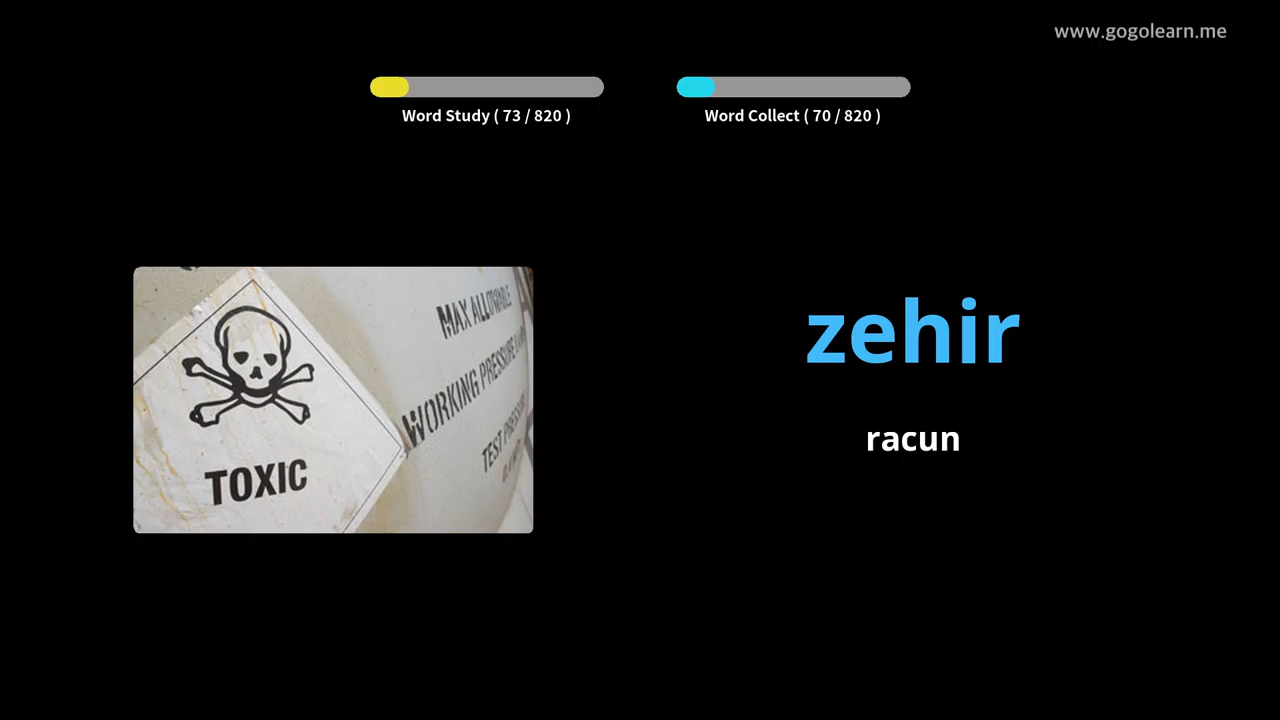 www.gogolearn.me
Word Study ( 73 / 820 )
Word Collect ( 70 / 820 )
zehir
racun
TOXIC
MAX ALLOWABLE
WORKING PRESSURE
TEST PRESSURE